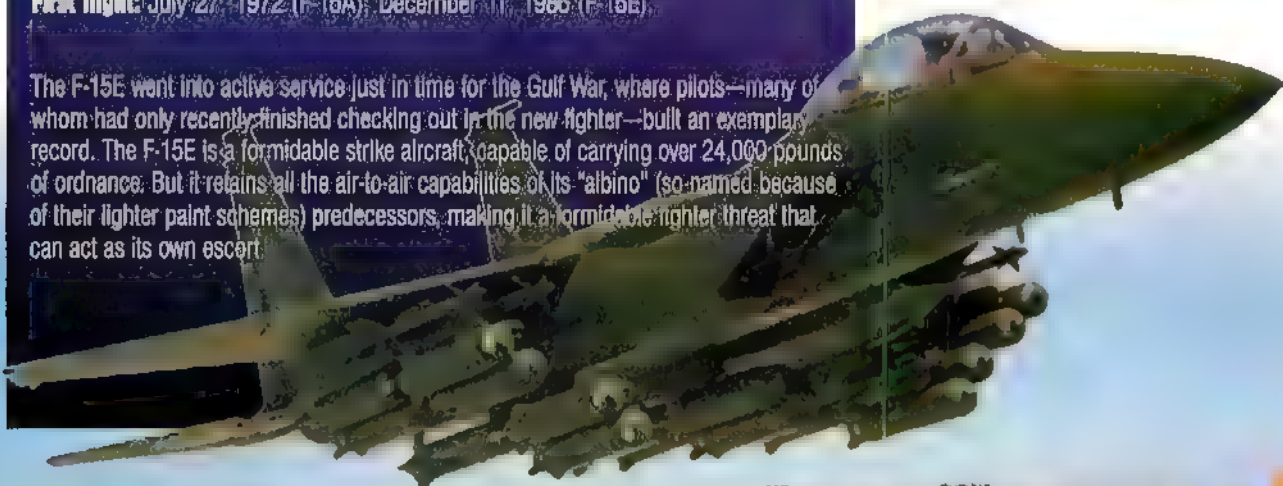 First flight: July 27, 1972 (F-15A); December 11, 1986 (F-15E)
The F-15E went into active service just in time for the Gulf War, where pilots—many of
whom had only recently finished checking out in the new fighter—built an exemplary
record. The F-15E is a formidable strike aircraft, capable of carrying over 24,000 pounds
of ordnance. But it retains all the air-to-air capabilities of its "albino" (so-named because
of their lighter paint schemes) predecessors, making it a formidable fighter threat that
can act as its own escort